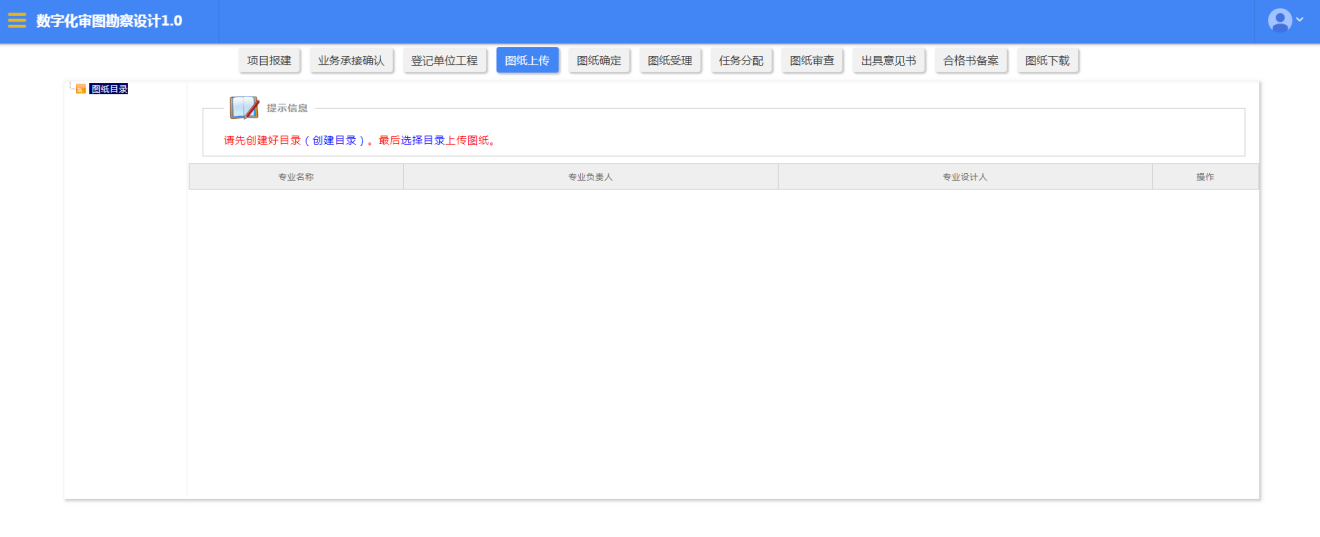 数字化审图勘察设计1.0
项目报建 业务承接确认 登记单位工程 图纸上传 图纸确定 图纸受理 任务分配 图纸审查 出具意见书 合格书备案 图纸下载
图纸目录
提示信息
请先创建好目录（创建目录）。最后选择目录上传图纸。
专业名称 专业负责人 专业设计人 操作